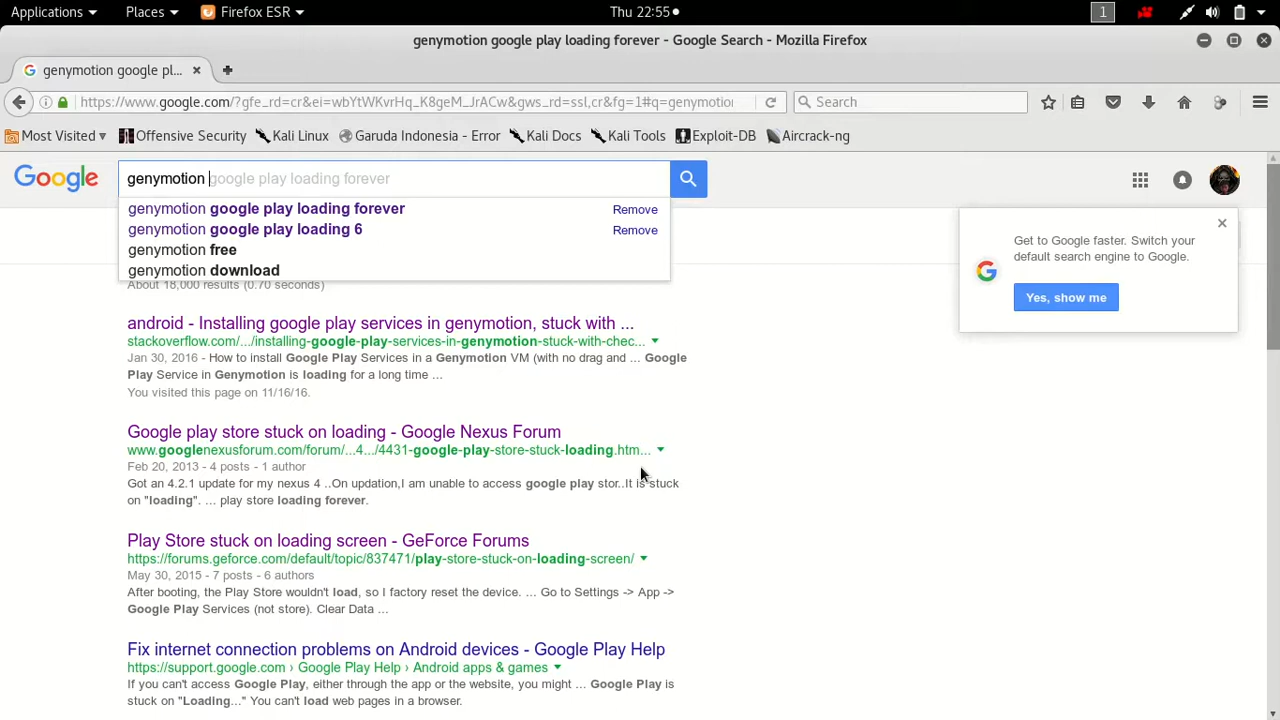 Applications Places Firefox ESR Thu 22:55 1
genymotion google play loading forever - Google Search - Mozilla Firefox
genymotion google pl...
https://www.google.com/?gfe_rd=cr&ei=wbYtWKvrHq_K8geM_JrACw&gws_rd=ssl,cr&fg=1#q=genymotion Search
Most Visited Offensive Security Kali Linux Garuda Indonesia - Error Kali Docs Kali Tools Exploit-DB Aircrack-ng
Google genymotion google play loading forever
genymotion google play loading forever Remove
genymotion google play loading 6 Remove
genymotion free
genymotion download
Get to Google faster. Switch your
default search engine to Google.
Yes, show me
About 18,000 results (0.70 seconds)
android - Installing google play services in genymotion, stuck with ...
stackoverflow.com/.../installing-google-play-services-in-genymotion-stuck-with-chec...
Jan 30, 2016 - How to install Google Play Services in a Genymotion VM (with no drag and ... Google
Play Service in Genymotion is loading for a long time ...
You visited this page on 11/16/16.
Google play store stuck on loading - Google Nexus Forum
www.googlenexusforum.com/forum/...4.../4431-google-play-store-stuck-loading.htm...
Feb 20, 2013 - 4 posts - 1 author
Got an 4.2.1 update for my nexus 4 ..On updation,I am unable to access google play stor..It is stuck
on "loading". ... play store loading forever.
Play Store stuck on loading screen - GeForce Forums
https://forums.geforce.com/default/topic/837471/play-store-stuck-on-loading-screen/
May 30, 2015 - 7 posts - 6 authors
After booting, the Play Store wouldn't load, so I factory reset the device. ... Go to Settings -> App ->
Google Play Services (not store). Clear Data ...
Fix internet connection problems on Android devices - Google Play Help
https://support.google.com › Google Play Help › Android apps & games
If you can't access Google Play, either through the app or the website, you might ... Google Play is
stuck on "Loading..." You can't load web pages in a browser.